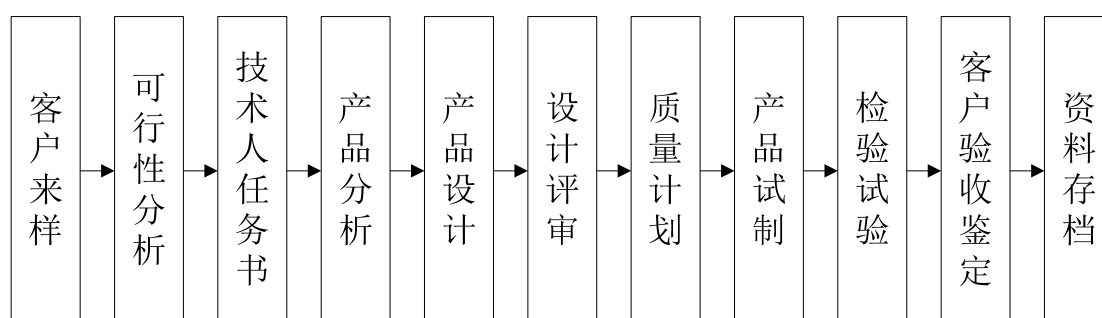 客户来样
可行性分析
技术人任务书
产品分析
产品设计
设计评审
质量计划
产品试制
检验试验
客户验收鉴定
资料存档